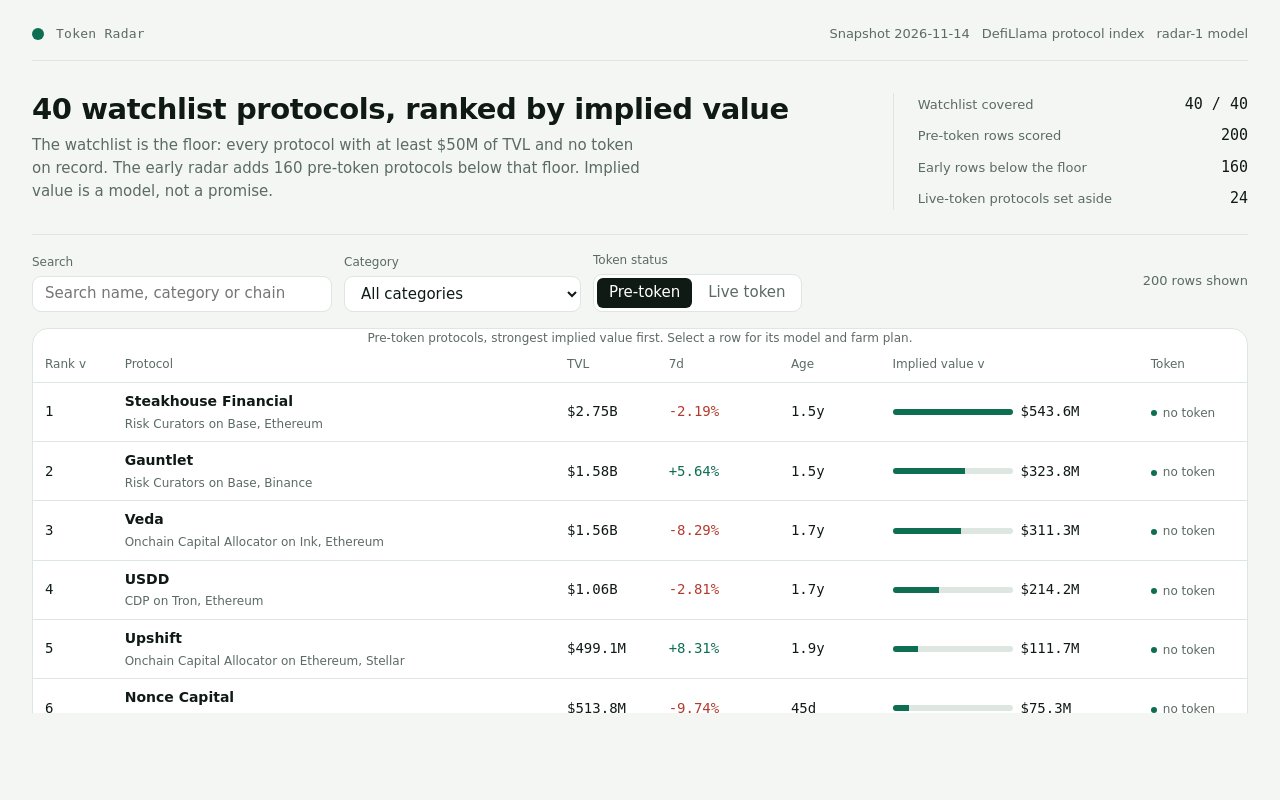 Token Radar
Snapshot 2026-11-14 DefiLlama protocol index radar-1 model
40 watchlist protocols, ranked by implied value
The watchlist is the floor: every protocol with at least $50M of TVL and no token
on record. The early radar adds 160 pre-token protocols below that floor. Implied
value is a model, not a promise.
Watchlist covered 40 / 40
Pre-token rows scored 200
Early rows below the floor 160
Live-token protocols set aside 24
Search
Search name, category or chain
Category
All categories
Token status
Pre-token Live token
200 rows shown
Pre-token protocols, strongest implied value first. Select a row for its model and farm plan.
Rank v Protocol TVL 7d Age Implied value v Token
1 Steakhouse Financial $2.75B -2.19% 1.5y $543.6M no token
Risk Curators on Base, Ethereum
2 Gauntlet $1.58B +5.64% 1.5y $323.8M no token
Risk Curators on Base, Binance
3 Veda $1.56B -8.29% 1.7y $311.3M no token
Onchain Capital Allocator on Ink, Ethereum
4 USDD $1.06B -2.81% 1.7y $214.2M no token
CDP on Tron, Ethereum
5 Upshift $499.1M +8.31% 1.9y $111.7M no token
Onchain Capital Allocator on Ethereum, Stellar
6 Nonce Capital $513.8M -9.74% 45d $75.3M no token